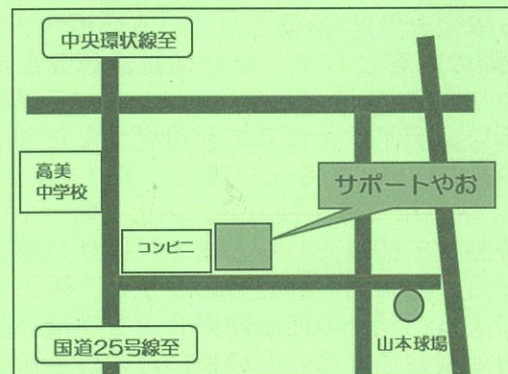 中央環状線至
高美
中学校
サポートやお
コンビニ
山本球場
国道25号線至